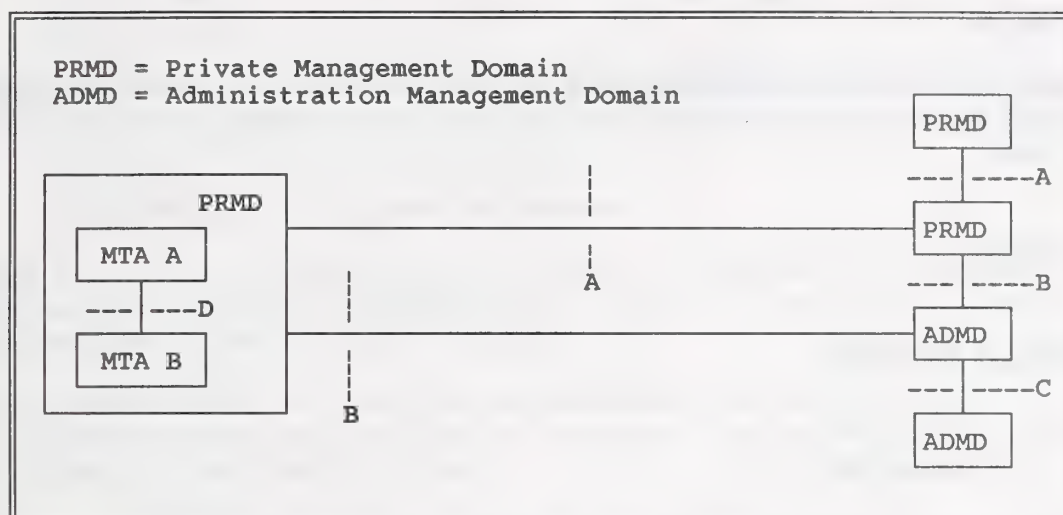 PRMD = Private Management Domain
ADMD = Administration Management Domain
PRMD
A
PRMD
PRMD
MTA A
A
B
D
MTA B
ADMD
C
B
ADMD